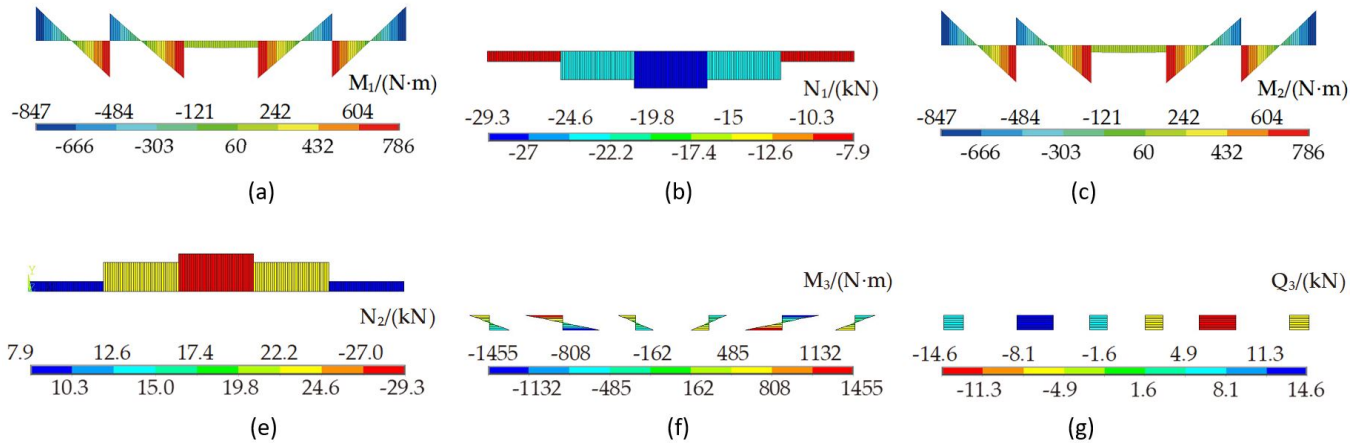 M₁/(N·m)
-847 -484 -121 242 604
-666 -303 60 432 786
(a)
N₁/(kN)
-29.3 -24.6 -19.8 -15 -10.3
-27 -22.2 -17.4 -12.6 -7.9
(b)
M₂/(N·m)
-847 -484 -121 242 604
-666 -303 60 432 786
(c)
Y
N₂/(kN)
7.9 12.6 17.4 22.2 -27.0
10.3 15.0 19.8 24.6 -29.3
(e)
M₃/(N·m)
-1455 -808 -162 485 1132
-1132 -485 162 808 1455
(f)
Q₃/(kN)
-14.6 -8.1 -1.6 4.9 11.3
-11.3 -4.9 1.6 8.1 14.6
(g)